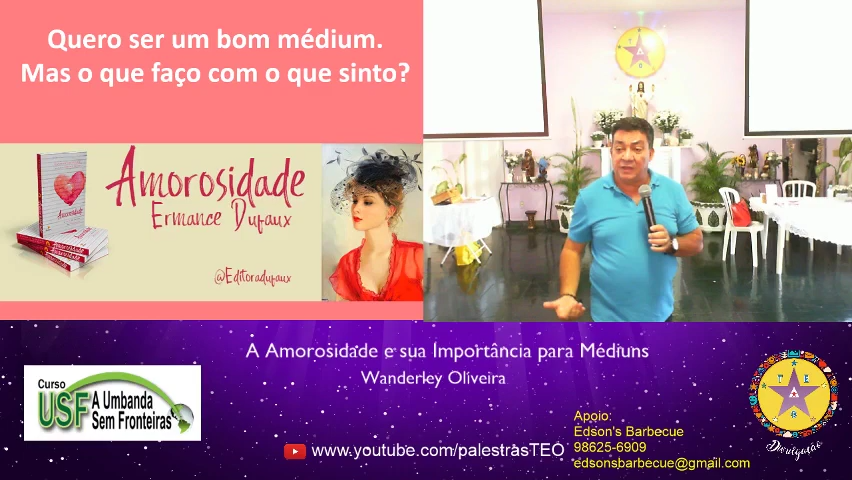 Quero ser um bom médium.
Mas o que faço com o que sinto?
Amorosidade
Ermance Dufaux
@Editoradufaux
Amorosidade
A Amorosidade e sua Importância para Médiuns
Wanderley Oliveira
Curso
USF A Umbanda
Sem Fronteiras
www.youtube.com/palestrasTEO
Apoio:
Edson's Barbecue
98625-6909
edsonsbarbecue@gmail.com
Divulgação